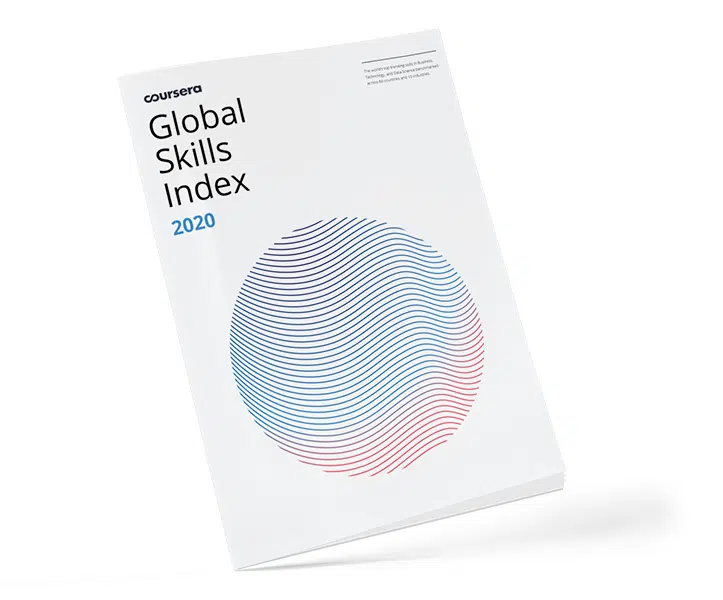 coursera
Global
Skills
Index
2020
The world's top trending skills in Business,
Technology, and Data Science benchmarked
across 60 countries and 10 industries